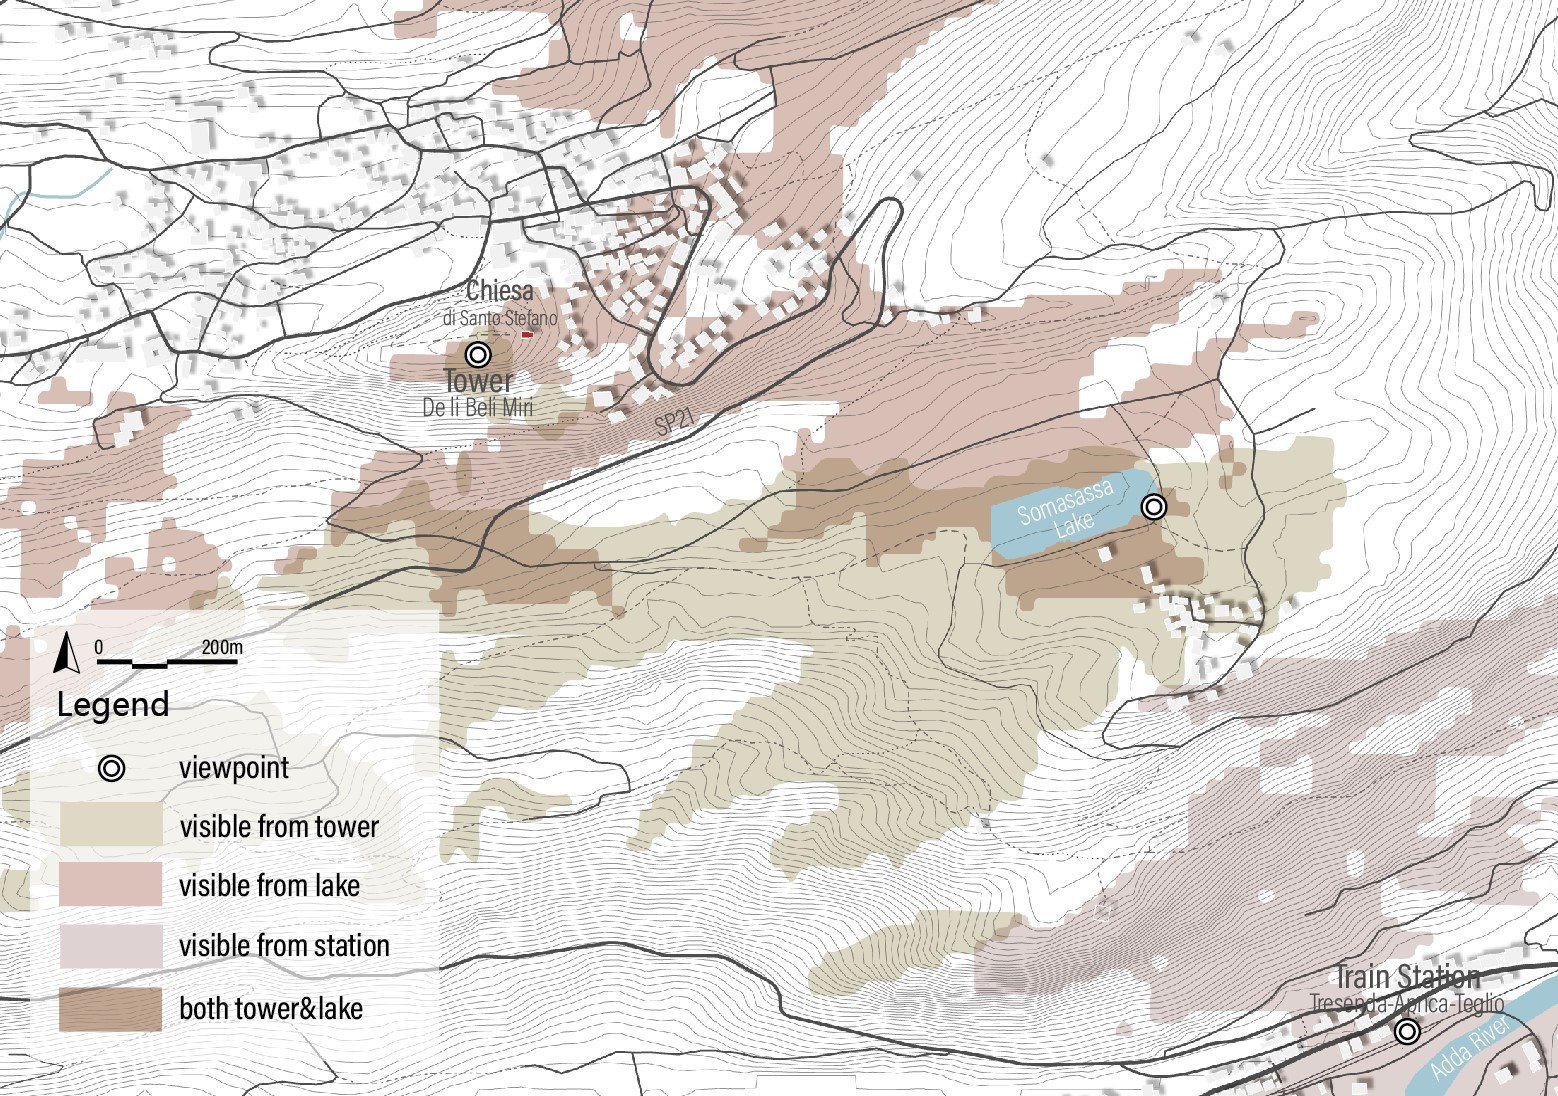 Chiesa
di Santo Stefano
Tower
De li Beli Miri
SP21
Somasassa
Lake
0 200m
Legend
viewpoint
visible from tower
visible from lake
visible from station
both tower&lake
Train Station
Tresenda-Aprica-Teglio
Adda River